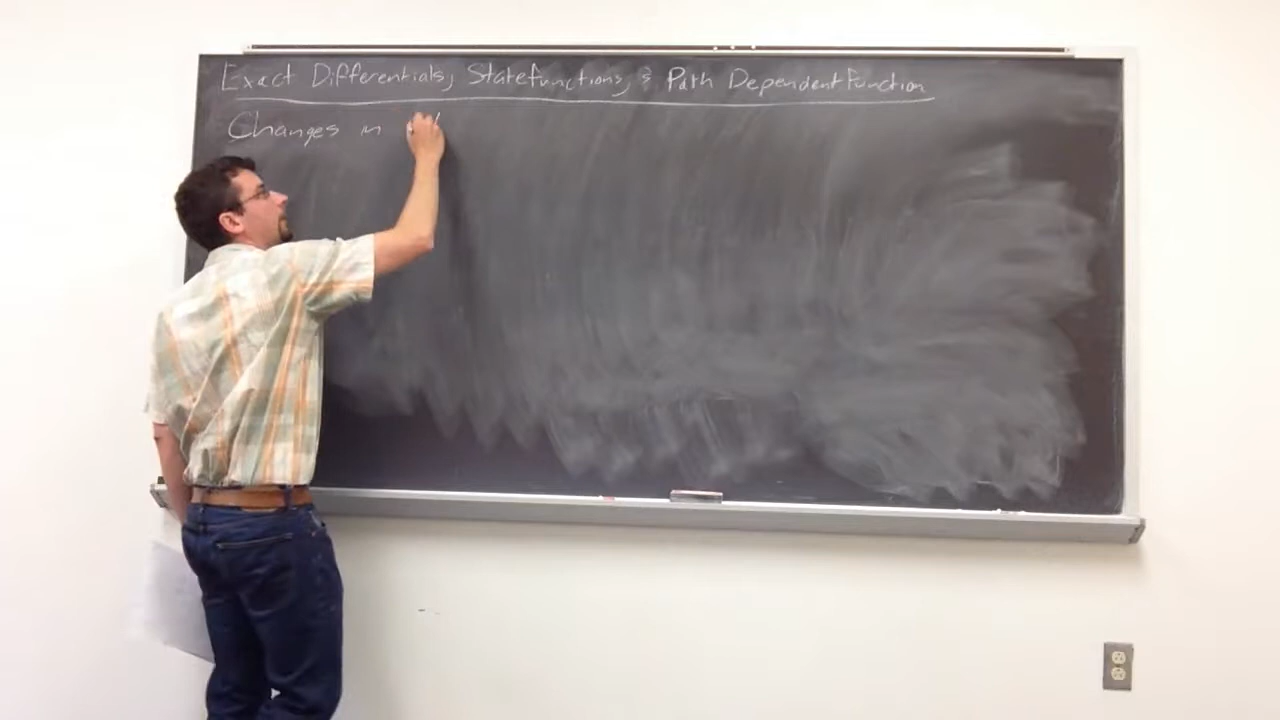 Exact Differentials, Statefunctions, & Path Dependent Function
Changes in